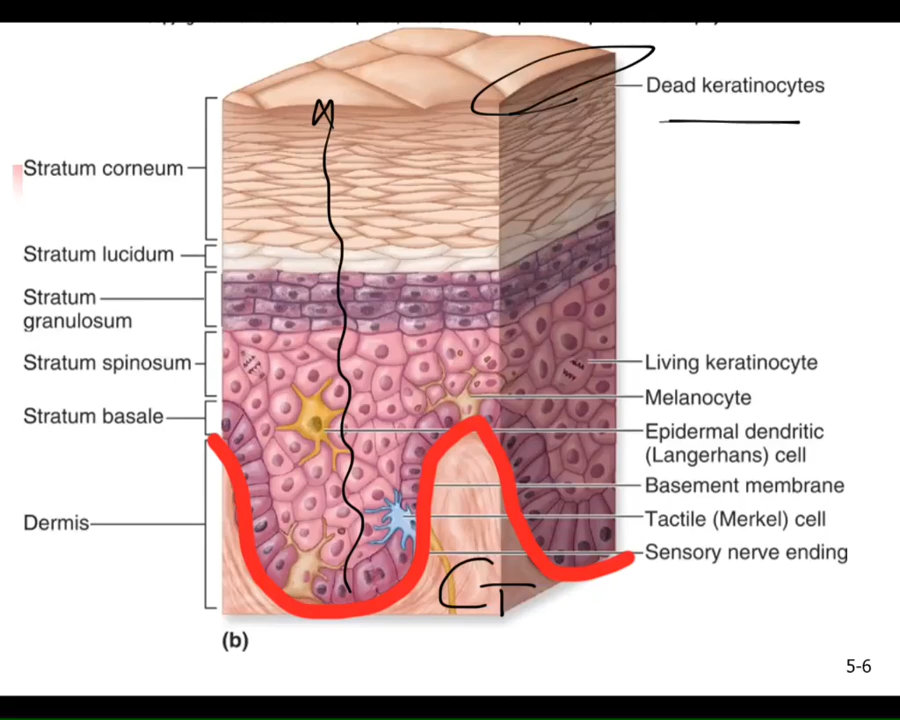 Dead keratinocytes
Stratum corneum
Stratum lucidum
Stratum
granulosum
Stratum spinosum
Living keratinocyte
Melanocyte
Stratum basale
Epidermal dendritic
(Langerhans) cell
Basement membrane
Dermis
Tactile (Merkel) cell
Sensory nerve ending
CT
(b)
5-6